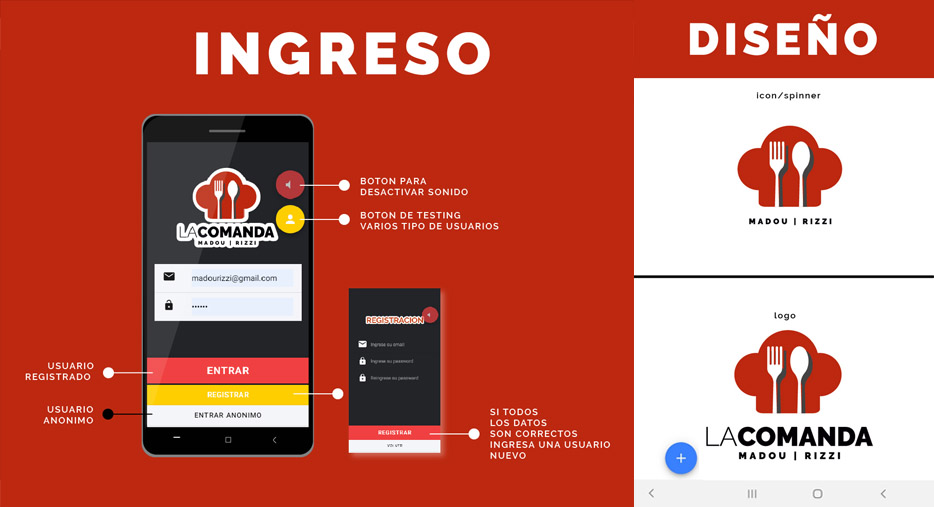 INGRESO
LACOMANDA
MADOU | RIZZI
madourizzi@gmail.com
••••••
ENTRAR
REGISTRAR
ENTRAR ANONIMO
BOTON PARA
DESACTIVAR SONIDO
BOTON DE TESTING
VARIOS TIPO DE USUARIOS
USUARIO
REGISTRADO
USUARIO
ANONIMO
REGISTRACION
Ingrese su email
Ingrese su password
Reingrese su password
REGISTRAR
VOLVER
SI TODOS
LOS DATOS
SON CORRECTOS
INGRESA UNA USUARIO
NUEVO
DISEÑO
icon/spinner
MADOU | RIZZI
logo
LACOMANDA
MADOU | RIZZI